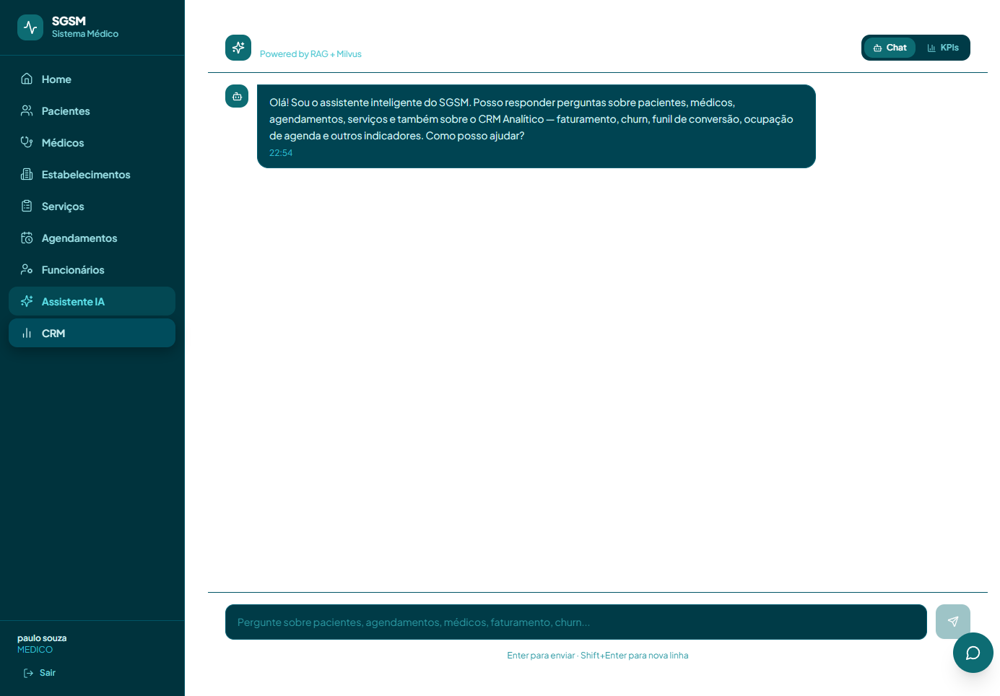 SGSM
Sistema Médico
Home
Pacientes
Médicos
Estabelecimentos
Serviços
Agendamentos
Funcionários
Assistente IA
CRM
paulo souza
MEDICO
Sair
Powered by RAG + Milvus
Chat
KPIs
Olá! Sou o assistente inteligente do SGSM. Posso responder perguntas sobre pacientes, médicos,
agendamentos, serviços e também sobre o CRM Analítico — faturamento, churn, funil de conversão, ocupação
de agenda e outros indicadores. Como posso ajudar?
22:54
Pergunte sobre pacientes, agendamentos, médicos, faturamento, churn...
Enter para enviar · Shift+Enter para nova linha